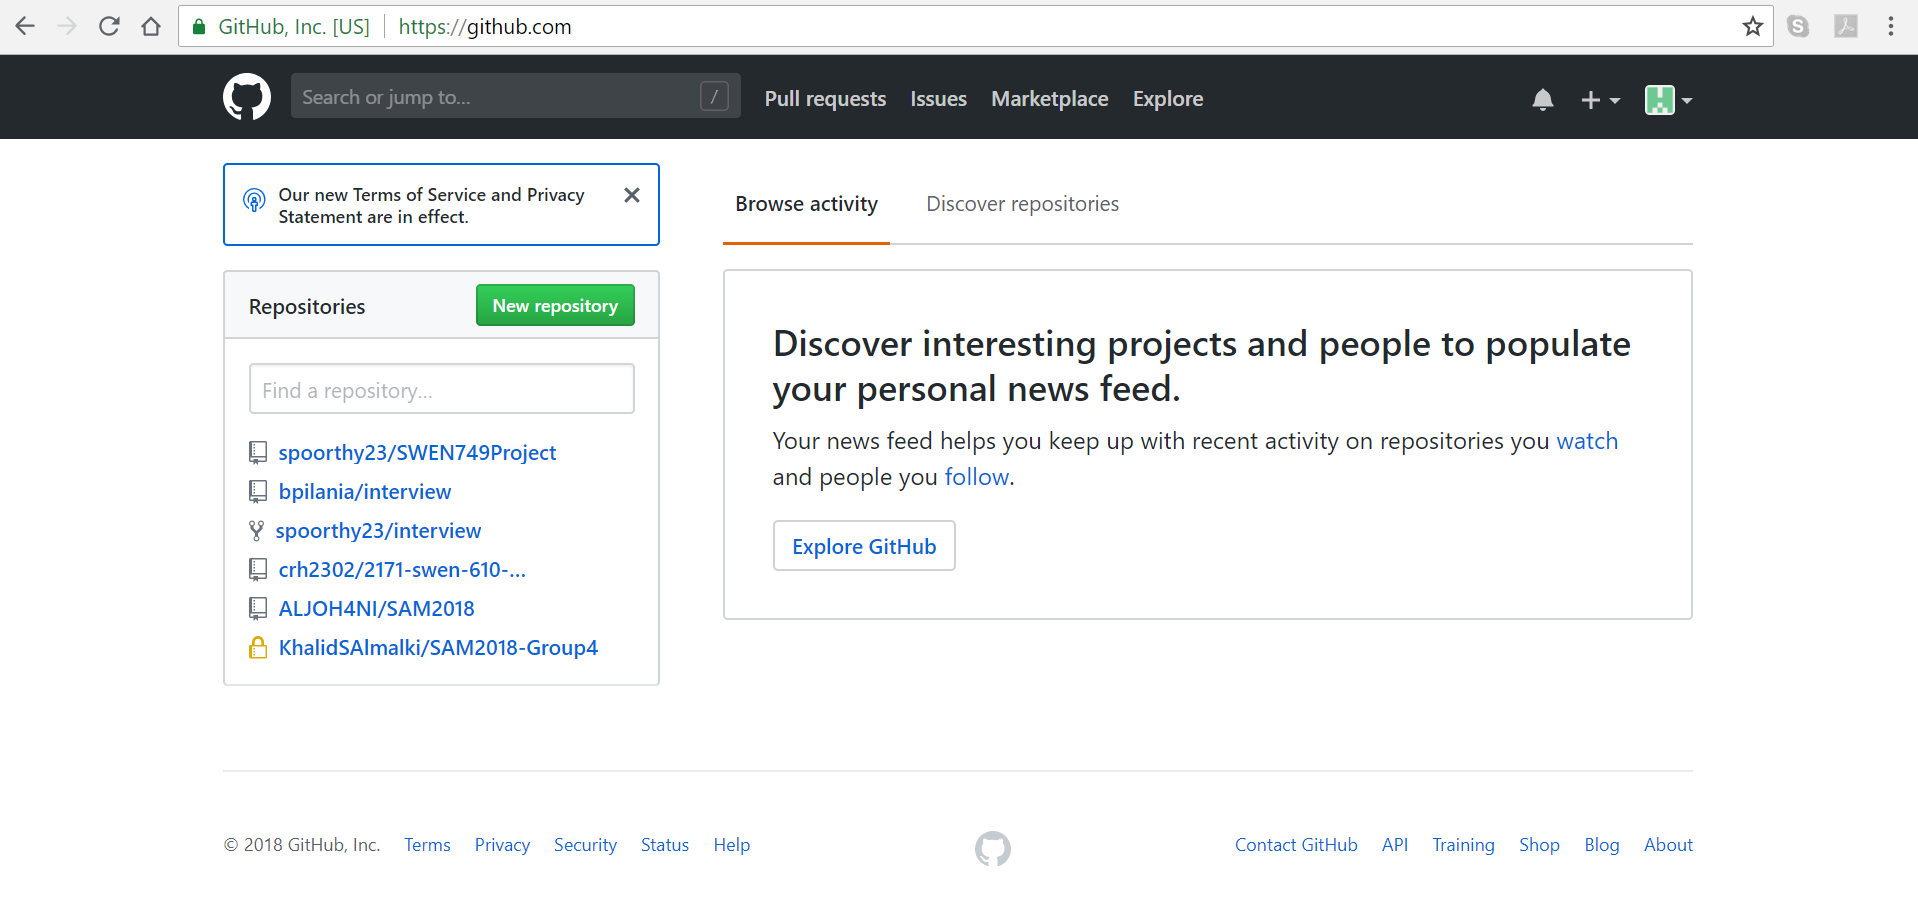 GitHub, Inc. [US] https://github.com
Search or jump to... / Pull requests Issues Marketplace Explore
Our new Terms of Service and Privacy
Statement are in effect.
Browse activity Discover repositories
Repositories New repository
Find a repository...
spoorthy23/SWEN749Project
bpilania/interview
spoorthy23/interview
crh2302/2171-swen-610-...
ALJOH4NI/SAM2018
KhalidSAlmalki/SAM2018-Group4
Discover interesting projects and people to populate
your personal news feed.
Your news feed helps you keep up with recent activity on repositories you watch
and people you follow.
Explore GitHub
© 2018 GitHub, Inc. Terms Privacy Security Status Help Contact GitHub API Training Shop Blog About